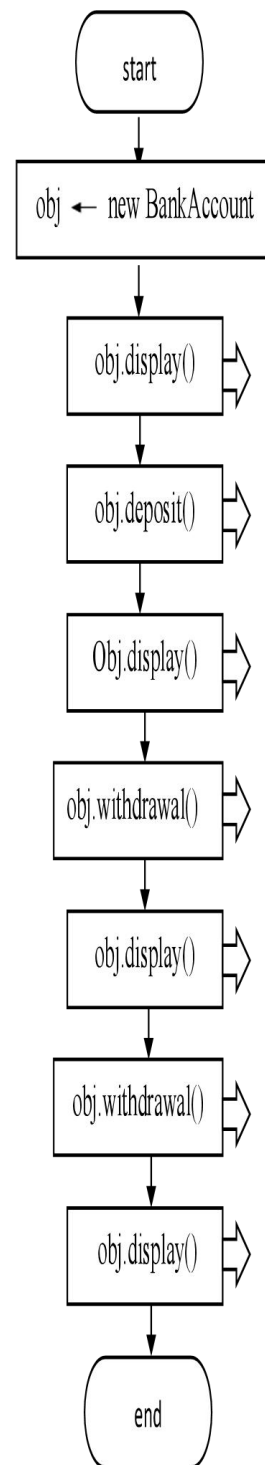 start
obj ← new BankAccount
obj.display()
obj.deposit()
Obj.display()
obj.withdrawal()
obj.display()
obj.withdrawal()
obj.display()
end